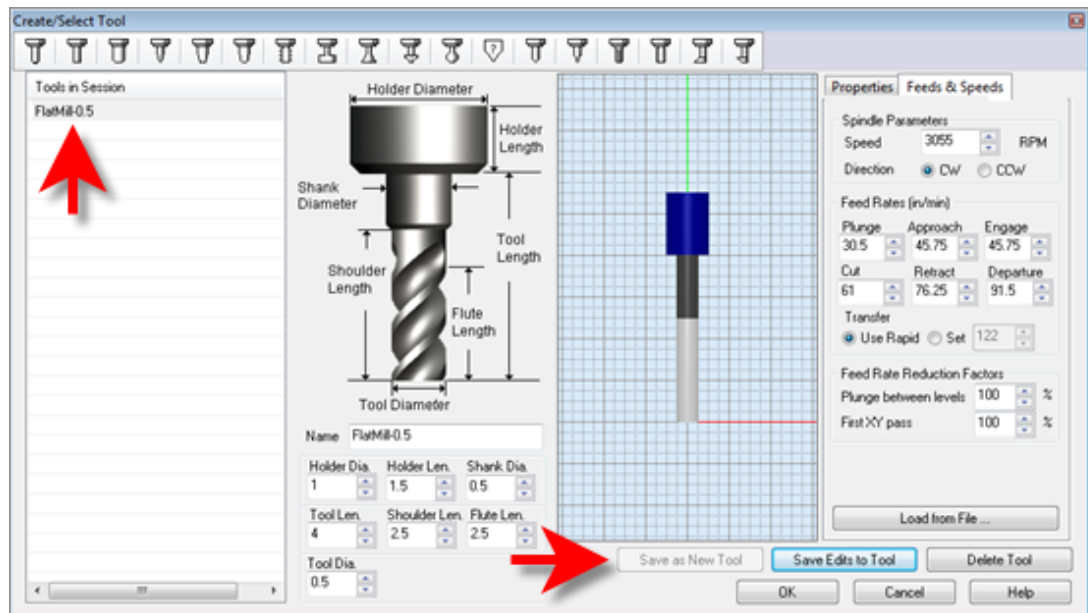 Create/Select Tool
Tools in Session
FlatMill-0.5
Holder Diameter
Holder
Length
Shank
Diameter
Tool
Length
Shoulder
Length
Flute
Length
Tool Diameter
Name FlatMill-0.5
Holder Dia. Holder Len. Shank Dia.
1 1.5 0.5
Tool Len. Shoulder Len. Flute Len.
4 2.5 2.5
Tool Dia.
0.5
Properties Feeds & Speeds
Spindle Parameters
Speed 3055 RPM
Direction CW CCW
Feed Rates (in/min)
Plunge Approach Engage
30.5 45.75 45.75
Cut Retract Departure
61 76.25 91.5
Transfer
Use Rapid Set 122
Feed Rate Reduction Factors
Plunge between levels 100 %
First XY pass 100 %
Load from File ...
Save as New Tool Save Edits to Tool Delete Tool
OK Cancel Help